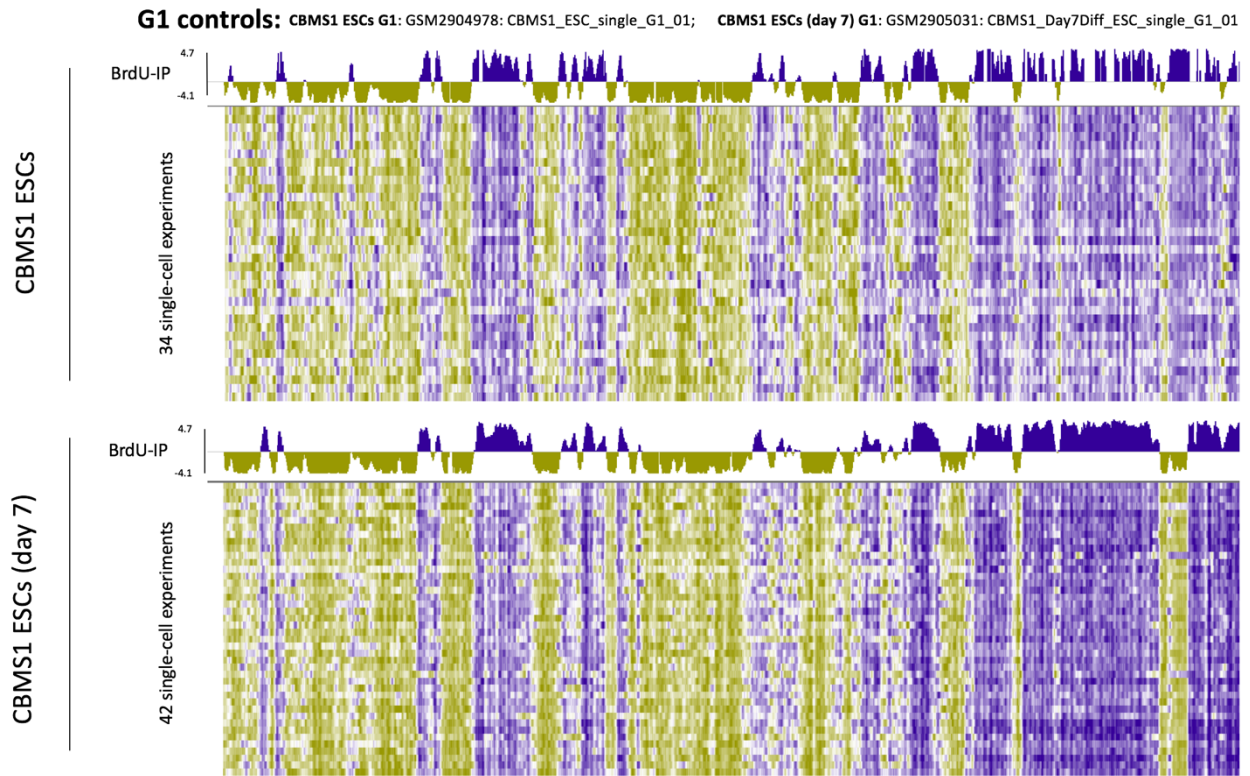 G1 controls: CBMS1 ESCs G1: GSM2904978: CBMS1_ESC_single_G1_01; CBMS1 ESCs (day 7) G1: GSM2905031: CBMS1_Day7Diff_ESC_single_G1_01
CBMS1 ESCs
BrdU-IP
4.7
-4.1
34 single-cell experiments
CBMS1 ESCs (day 7)
BrdU-IP
4.7
-4.1
42 single-cell experiments